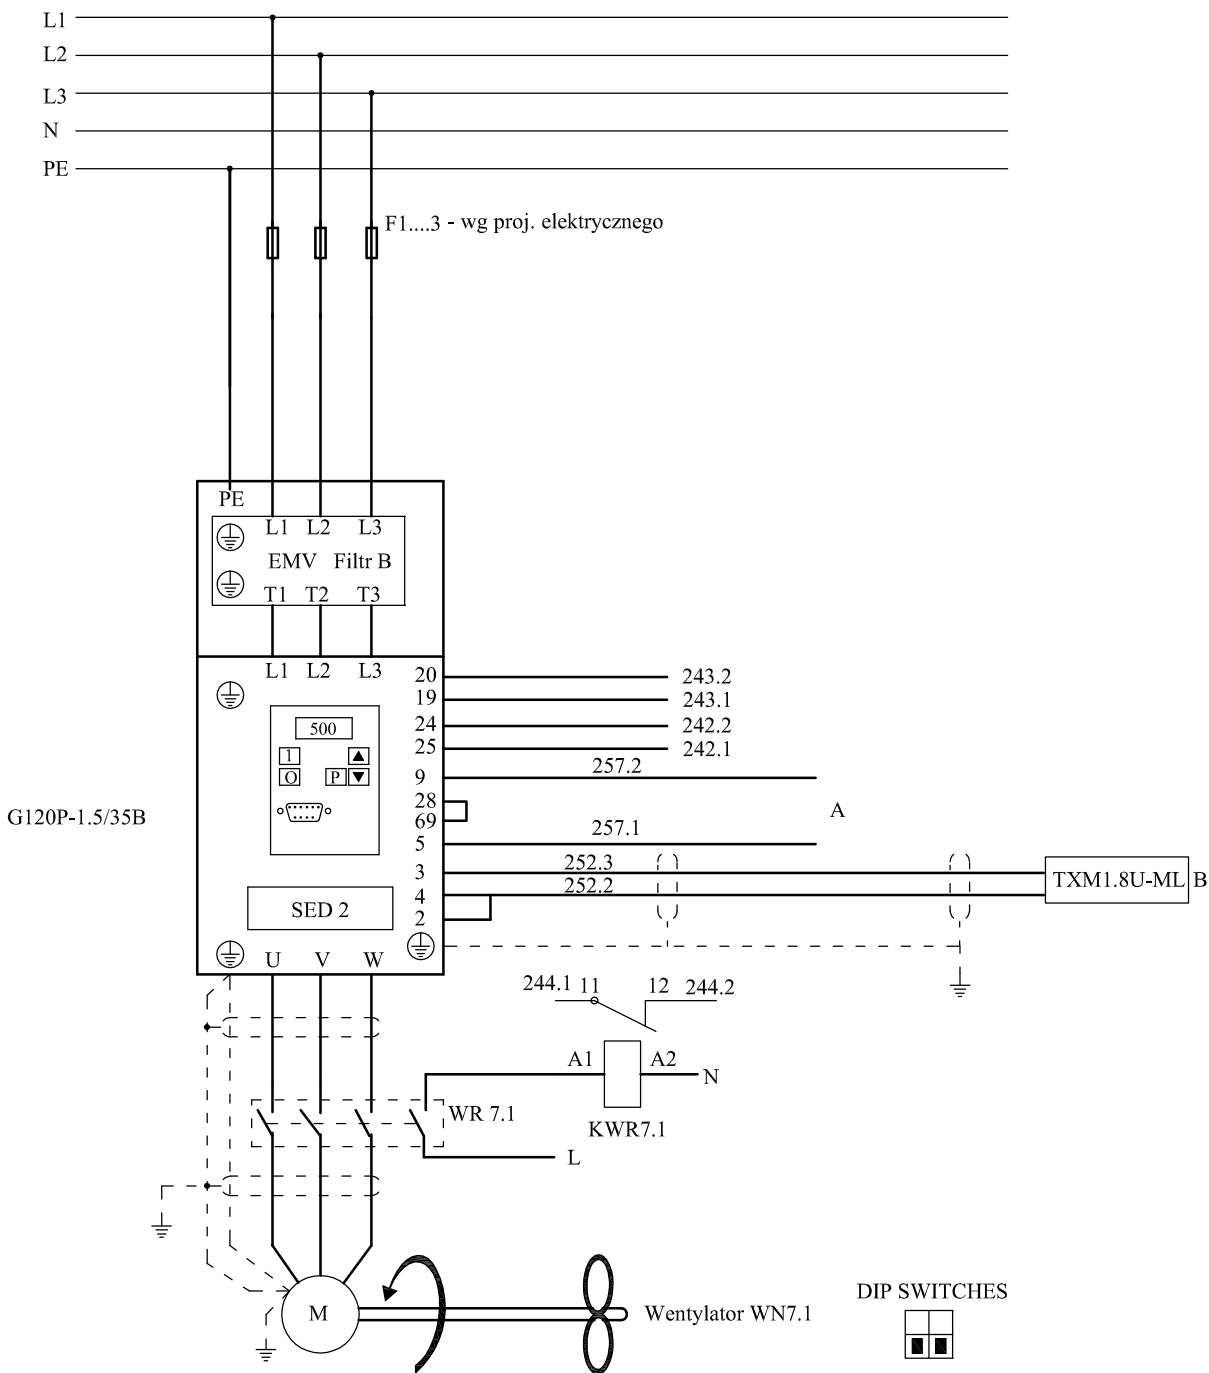 L1
L2
L3
N
PE
F1....3 - wg proj. elektrycznego
PE
L1 L2 L3
EMV Filtr B
T1 T2 T3
L1 L2 L3
20 243.2
19 243.1
24 242.2
25 242.1
500
1
O P
9 257.2
28
69
A
G120P-1.5/35B
5 257.1
3 252.3
4 252.2
2
TXM1.8U-ML B
SED 2
U V W
244.1 11 12 244.2
A1 A2 N
WR 7.1
KWR7.1
L
M
Wentylator WN7.1
DIP SWITCHES